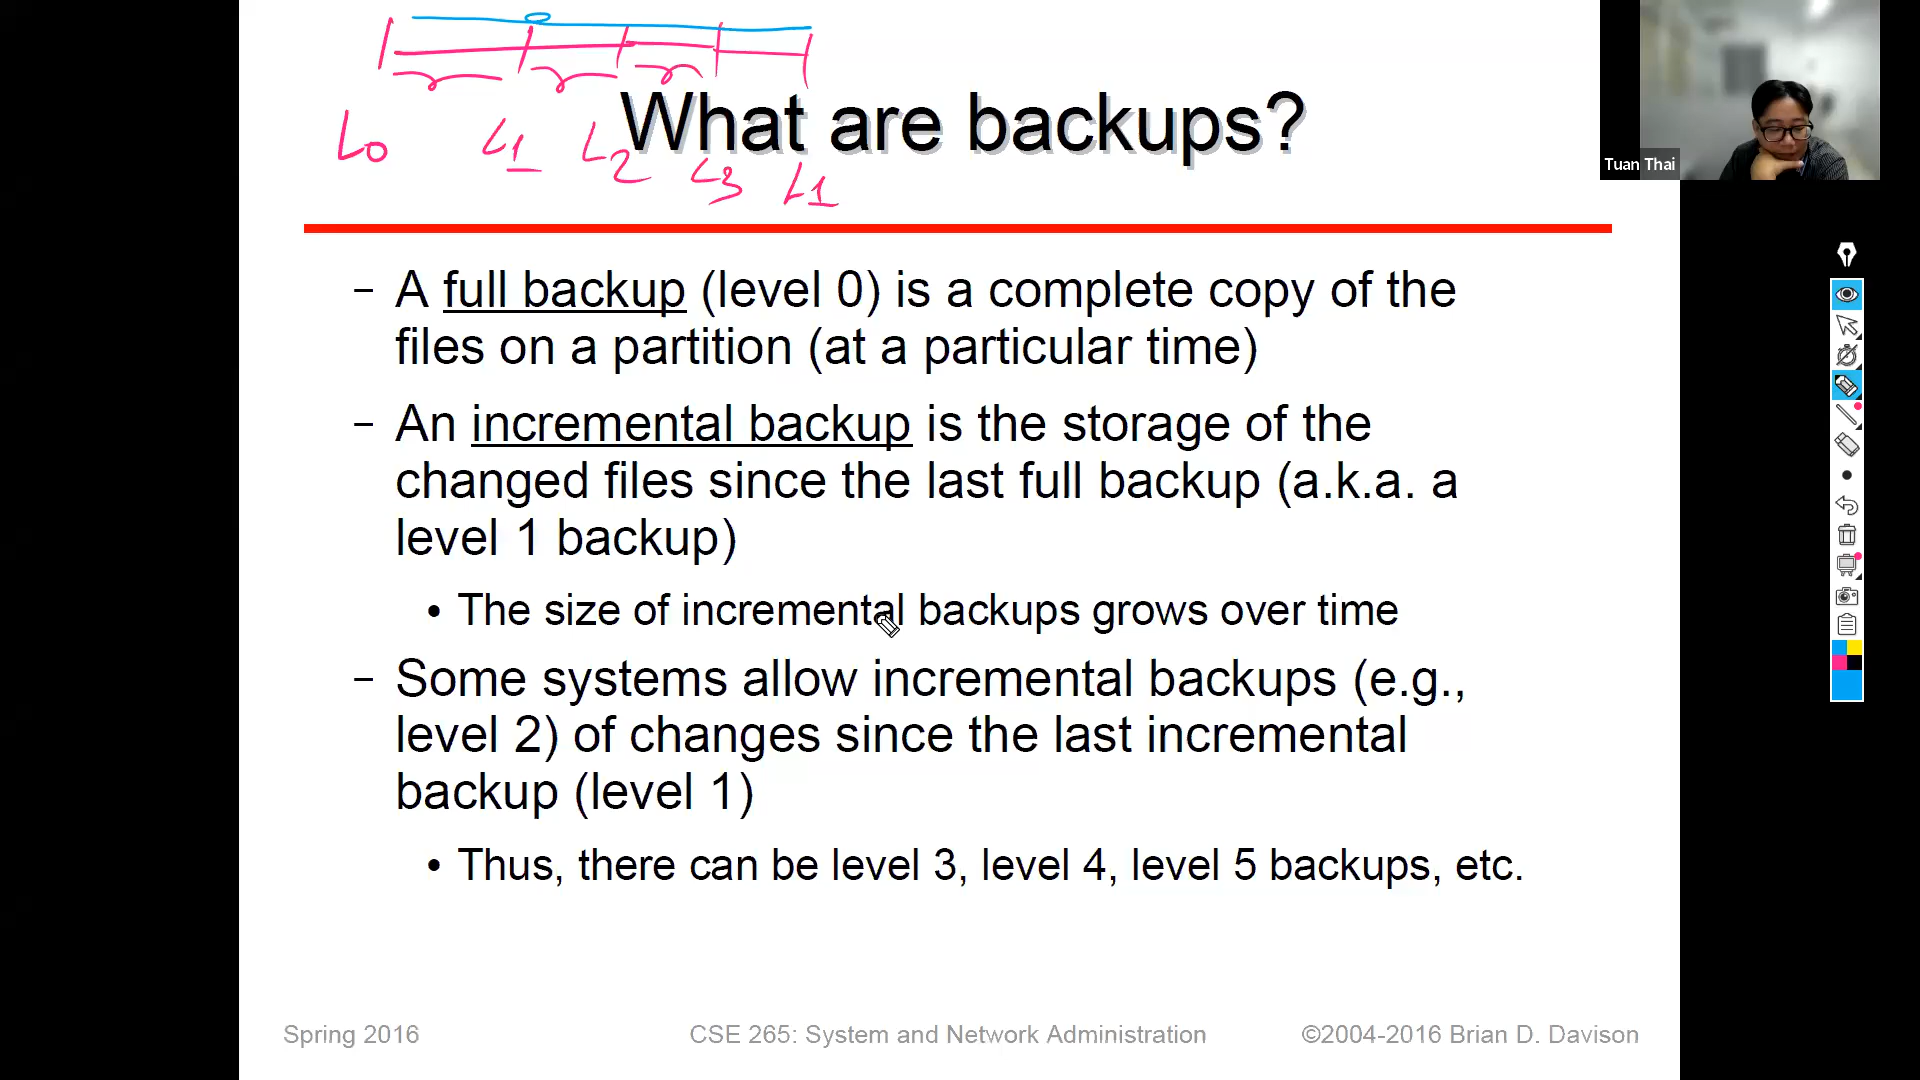 L0 L1 L2 L3 L1
What are backups?
Tuan Thai
– A full backup (level 0) is a complete copy of the
files on a partition (at a particular time)
– An incremental backup is the storage of the
changed files since the last full backup (a.k.a. a
level 1 backup)
• The size of incremental backups grows over time
– Some systems allow incremental backups (e.g.,
level 2) of changes since the last incremental
backup (level 1)
• Thus, there can be level 3, level 4, level 5 backups, etc.
Spring 2016 CSE 265: System and Network Administration ©2004-2016 Brian D. Davison